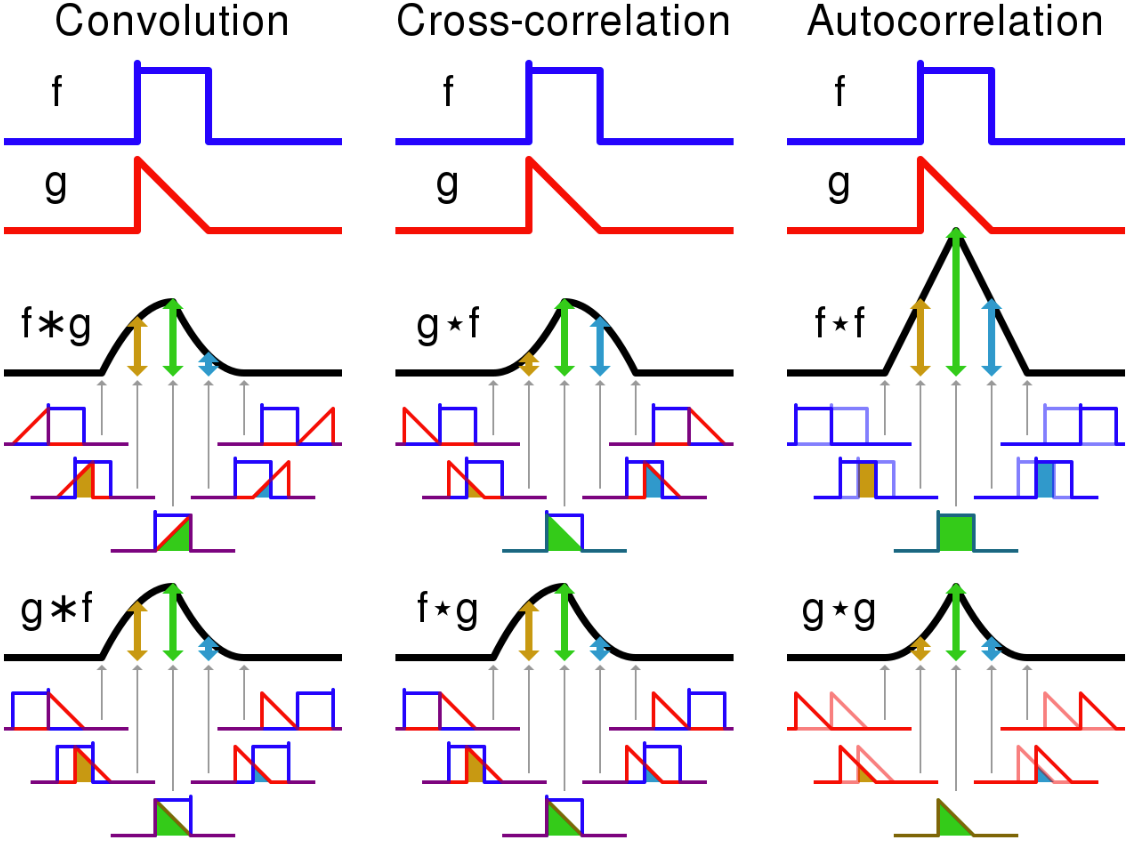 Convolution Cross-correlation Autocorrelation
f f f
g g g
f∗g g⋆f f⋆f
g∗f f⋆g g⋆g